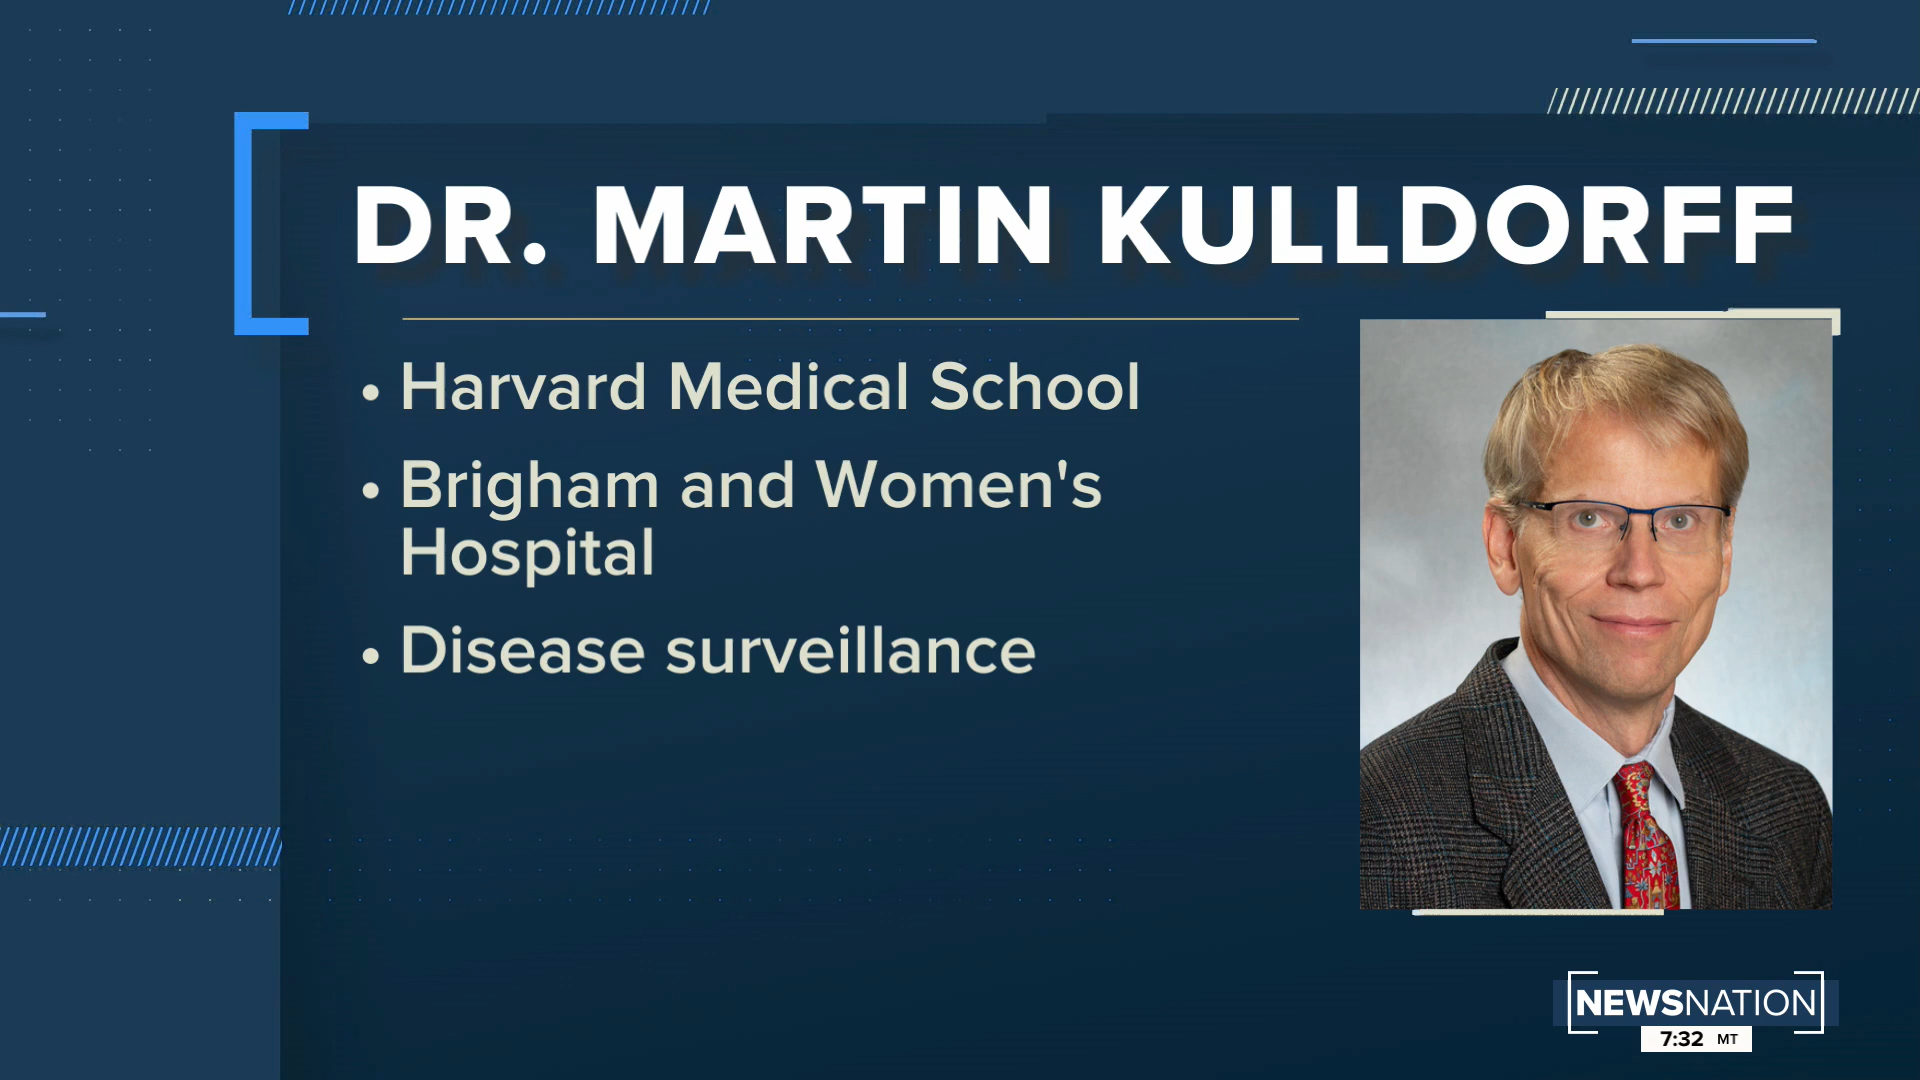 DR. MARTIN KULLDORFF
• Harvard Medical School
• Brigham and Women's
Hospital
• Disease surveillance
NEWSNATION
7:32 MT